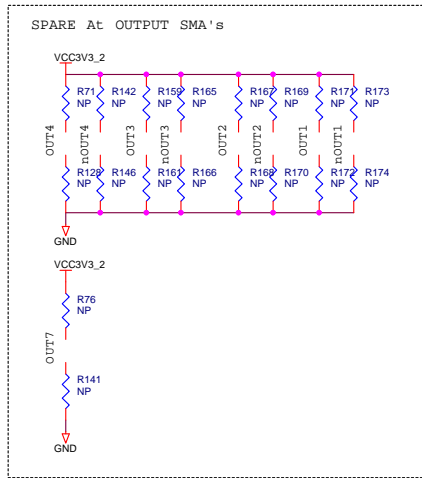 SPARE At OUTPUT SMA's
VCC3V3_2
R71 R142 R159 R165 R167 R169 R171 R173
NP NP NP NP NP NP NP NP
OUT4 nOUT4 OUT3 nOUT3 OUT2 nOUT2 OUT1 nOUT1
R128 R146 R161 R166 R168 R170 R172 R174
NP NP NP NP NP NP NP NP
GND
VCC3V3_2
R76
NP
OUT7
R141
NP
GND